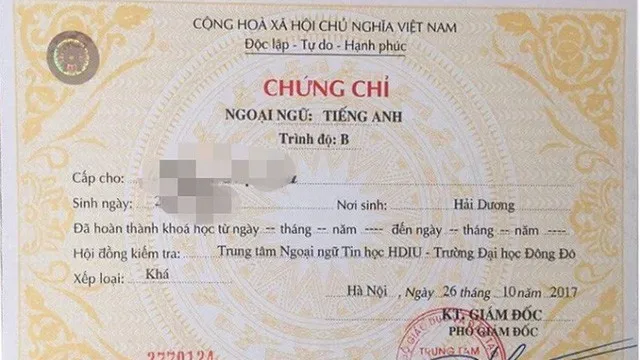 CỘNG HOÀ XÃ HỘI CHỦ NGHĨA VIỆT NAM
Độc lập - Tự do - Hạnh phúc
CHỨNG CHỈ
NGOẠI NGỮ: TIẾNG ANH
Trình độ: B
Cấp cho:
Sinh ngày: 2 Nơi sinh: Hải Dương
Đã hoàn thành khoá học từ ngày -- tháng -- năm ---- đến ngày -- tháng -- năm ----
Hội đồng kiểm tra: Trung tâm Ngoại ngữ Tin học HDIU - Trường Đại học Đông Đô
Xếp loại: Khá
Hà Nội, Ngày 26 tháng 10 năm 2017
KT. GIÁM ĐỐC
PHÓ GIÁM ĐỐC
TRUNG TÂM